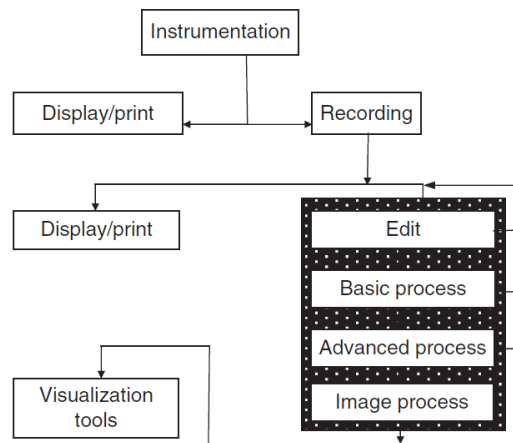 Instrumentation
Display/print
Recording
Display/print
Edit
Basic process
Advanced process
Visualization
tools
Image process